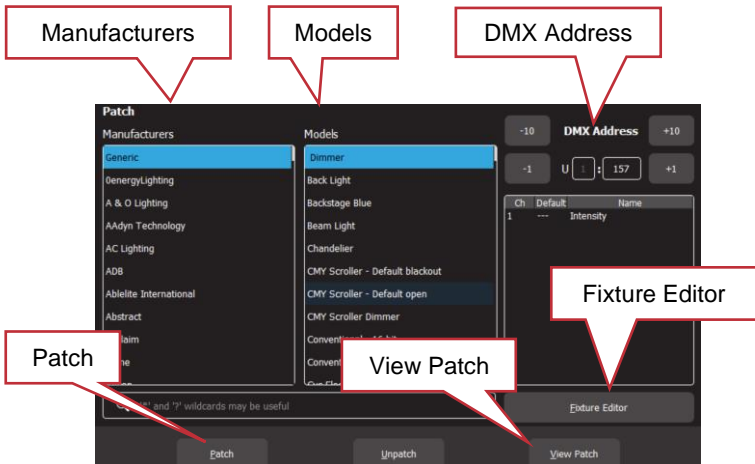 Manufacturers
Models
DMX Address
Patch
Manufacturers
Models
-10
DMX Address
+10
-1
U 1 : 157
+1
Generic
0energyLighting
A & O Lighting
AAdyn Technology
AC Lighting
ADB
Ablelite International
Abstract
Dimmer
Back Light
Backstage Blue
Beam Light
Chandelier
CMY Scroller - Default blackout
CMY Scroller - Default open
CMY Scroller Dimmer
Ch Default Name
1 --- Intensity
Fixture Editor
Patch
View Patch
and '?' wildcards may be useful
Fixture Editor
Patch
Unpatch
View Patch